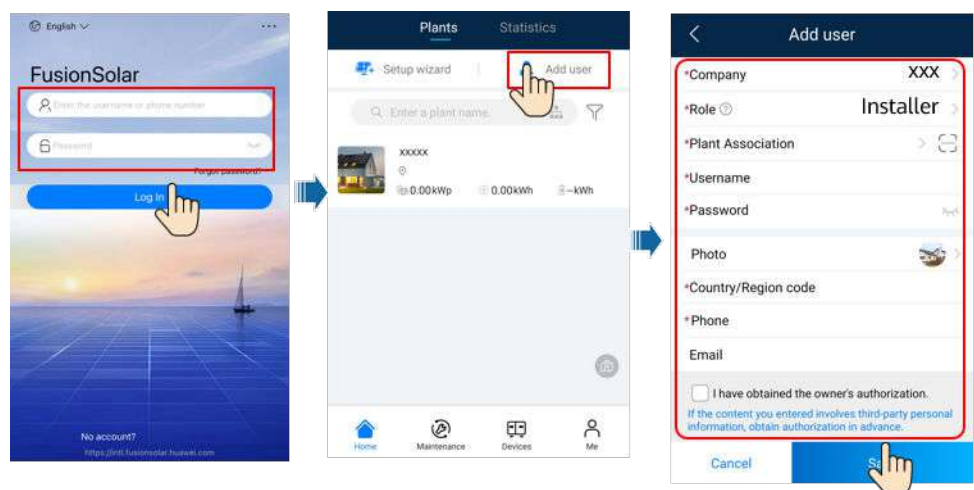 English
FusionSolar
Enter the username or phone number
Password
Forgot password?
Log In
No account?
https://intl.fusionsolar.huawei.com
Plants Statistics
Setup wizard Add user
Enter a plant name.
xxxxx
0.00kWp 0.00kWh –kWh
Home Maintenance Devices Me
Add user
*Company XXX
*Role Installer
*Plant Association
*Username
*Password
Photo
*Country/Region code
*Phone
Email
I have obtained the owner's authorization.
If the content you entered involves third-party personal
information, obtain authorization in advance.
Cancel